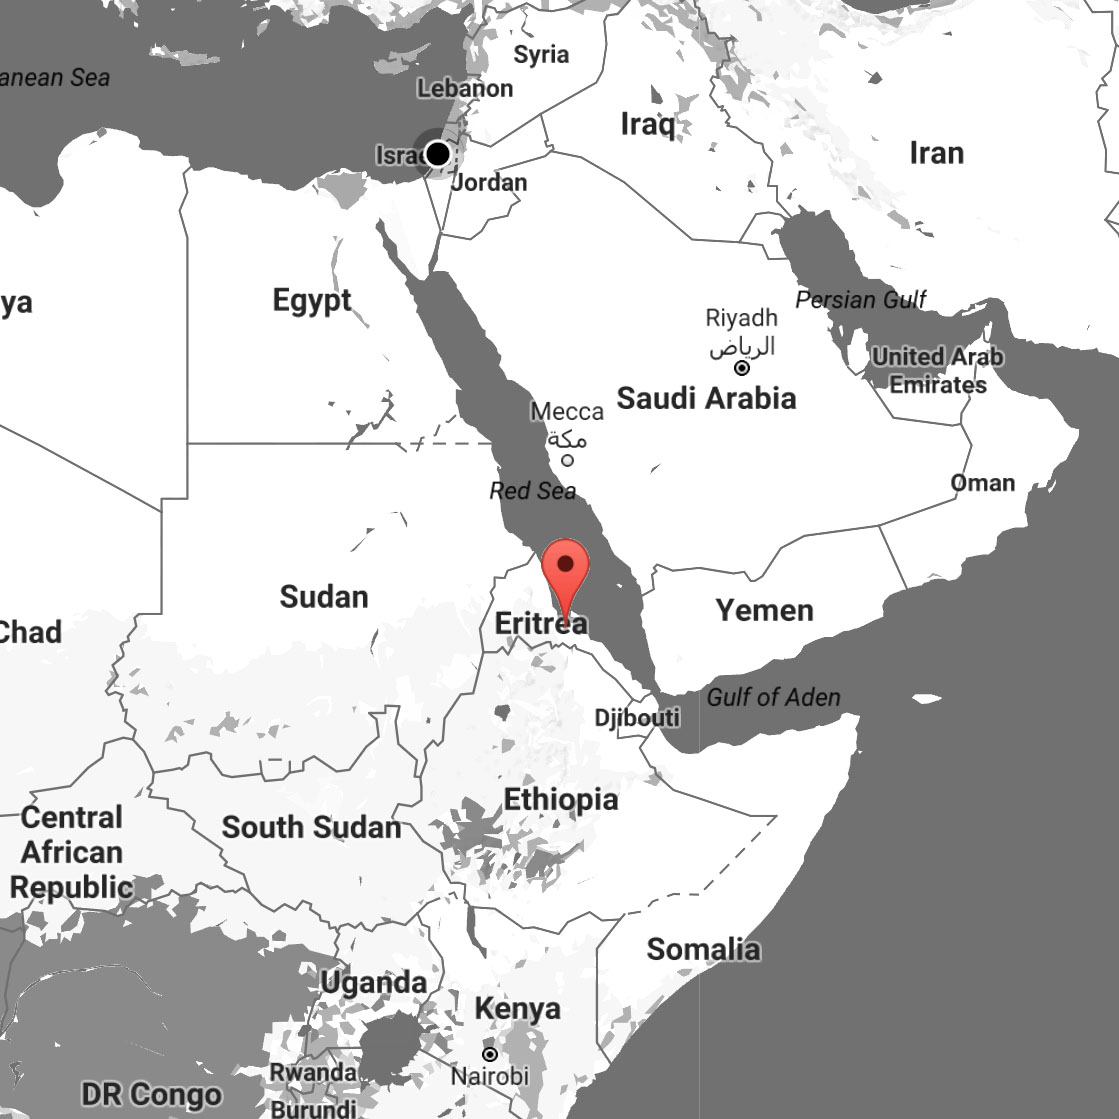 Syria
anean Sea
Lebanon
Iraq
Iran
Israe
Jordan
ya
Egypt
Persian Gulf
Riyadh
الرياض
United Arab
Emirates
Saudi Arabia
Mecca
مكة
Oman
Red Sea
Sudan
Yemen
Eritrea
Chad
Gulf of Aden
Djibouti
Ethiopia
Central
African
Republic
South Sudan
Somalia
Uganda
Kenya
Rwanda
Nairobi
DR Congo
Burundi